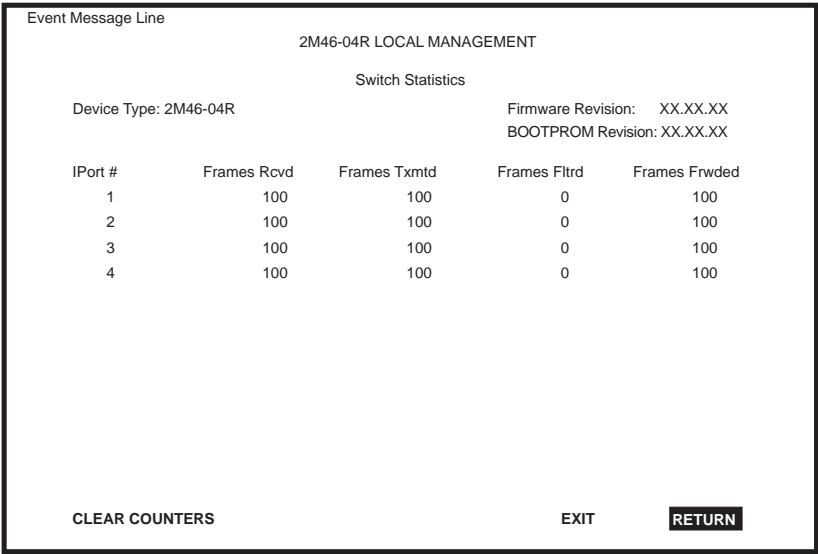 Event Message Line
2M46-04R LOCAL MANAGEMENT
Switch Statistics
Device Type: 2M46-04R Firmware Revision: XX.XX.XX
BOOTPROM Revision: XX.XX.XX
IPort # Frames Rcvd Frames Txmtd Frames Fltrd Frames Frwded
1 100 100 0 100
2 100 100 0 100
3 100 100 0 100
4 100 100 0 100
CLEAR COUNTERS EXIT RETURN